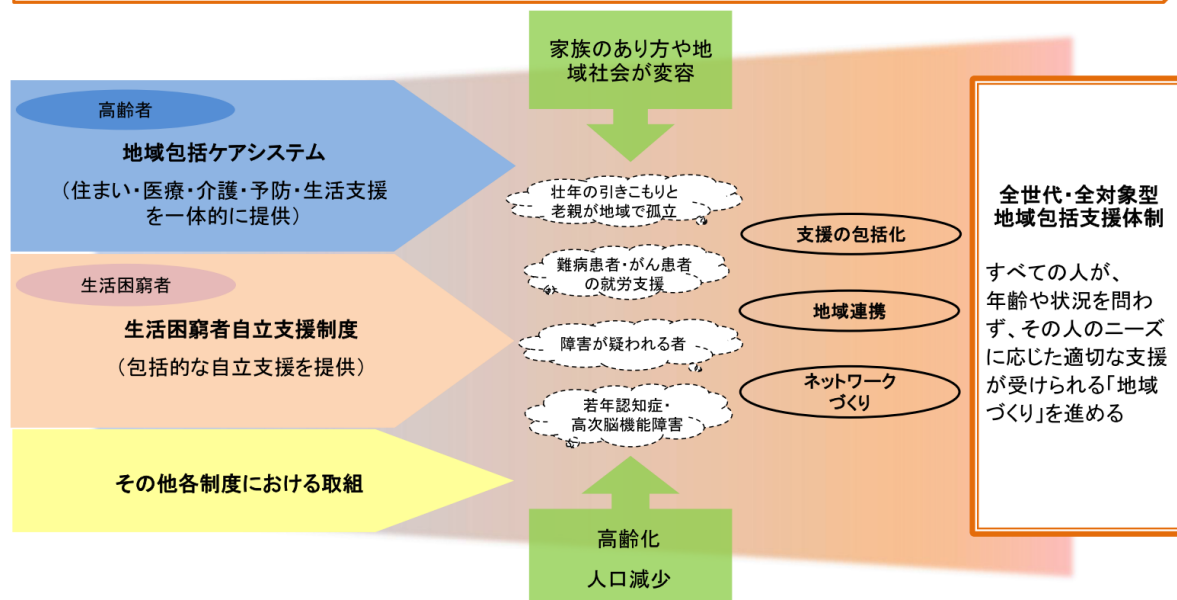 家族のあり方や地
域社会が変容
高齢者
地域包括ケアシステム
（住まい・医療・介護・予防・生活支援
を一体的に提供）
生活困窮者
生活困窮者自立支援制度
（包括的な自立支援を提供）
その他各制度における取組
壮年の引きこもりと
老親が地域で孤立
難病患者・がん患者
の就労支援
障害が疑われる者
若年認知症・
高次脳機能障害
高齢化
人口減少
支援の包括化
地域連携
ネットワーク
づくり
全世代・全対象型
地域包括支援体制
すべての人が、
年齢や状況を問わ
ず、その人のニーズ
に応じた適切な支援
が受けられる「地域
づくり」を進める